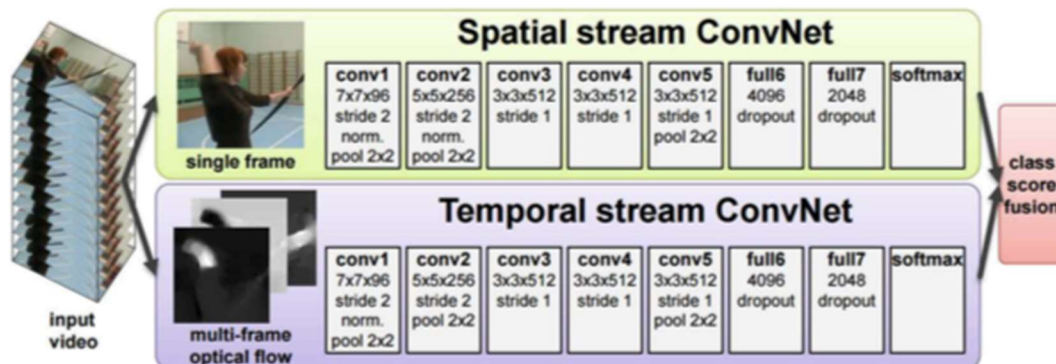 Spatial stream ConvNet
conv1
7x7x96
stride 2
norm.
pool 2x2
conv2
5x5x256
stride 2
norm.
pool 2x2
conv3
3x3x512
stride 1
conv4
3x3x512
stride 1
conv5
3x3x512
stride 1
pool 2x2
full6
4096
dropout
full7
2048
dropout
softmax
single frame
Temporal stream ConvNet
conv1
7x7x96
stride 2
norm.
pool 2x2
conv2
5x5x256
stride 2
pool 2x2
conv3
3x3x512
stride 1
conv4
3x3x512
stride 1
conv5
3x3x512
stride 1
pool 2x2
full6
4096
dropout
full7
2048
dropout
softmax
multi-frame
optical flow
input
video
class
score
fusion